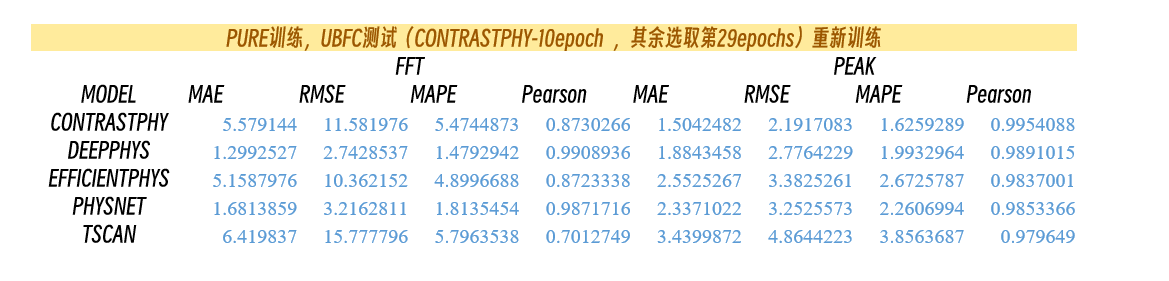 PURE训练，UBFC测试（CONTRASTPHY-10epoch ，其余选取第29epochs）重新训练
FFT PEAK
MODEL MAE RMSE MAPE Pearson MAE RMSE MAPE Pearson
CONTRASTPHY 5.579144 11.581976 5.4744873 0.8730266 1.5042482 2.1917083 1.6259289 0.9954088
DEEPPHYS 1.2992527 2.7428537 1.4792942 0.9908936 1.8843458 2.7764229 1.9932964 0.9891015
EFFICIENTPHYS 5.1587976 10.362152 4.8996688 0.8723338 2.5525267 3.3825261 2.6725787 0.9837001
PHYSNET 1.6813859 3.2162811 1.8135454 0.9871716 2.3371022 3.2525573 2.2606994 0.9853366
TSCAN 6.419837 15.777796 5.7963538 0.7012749 3.4399872 4.8644223 3.8563687 0.979649